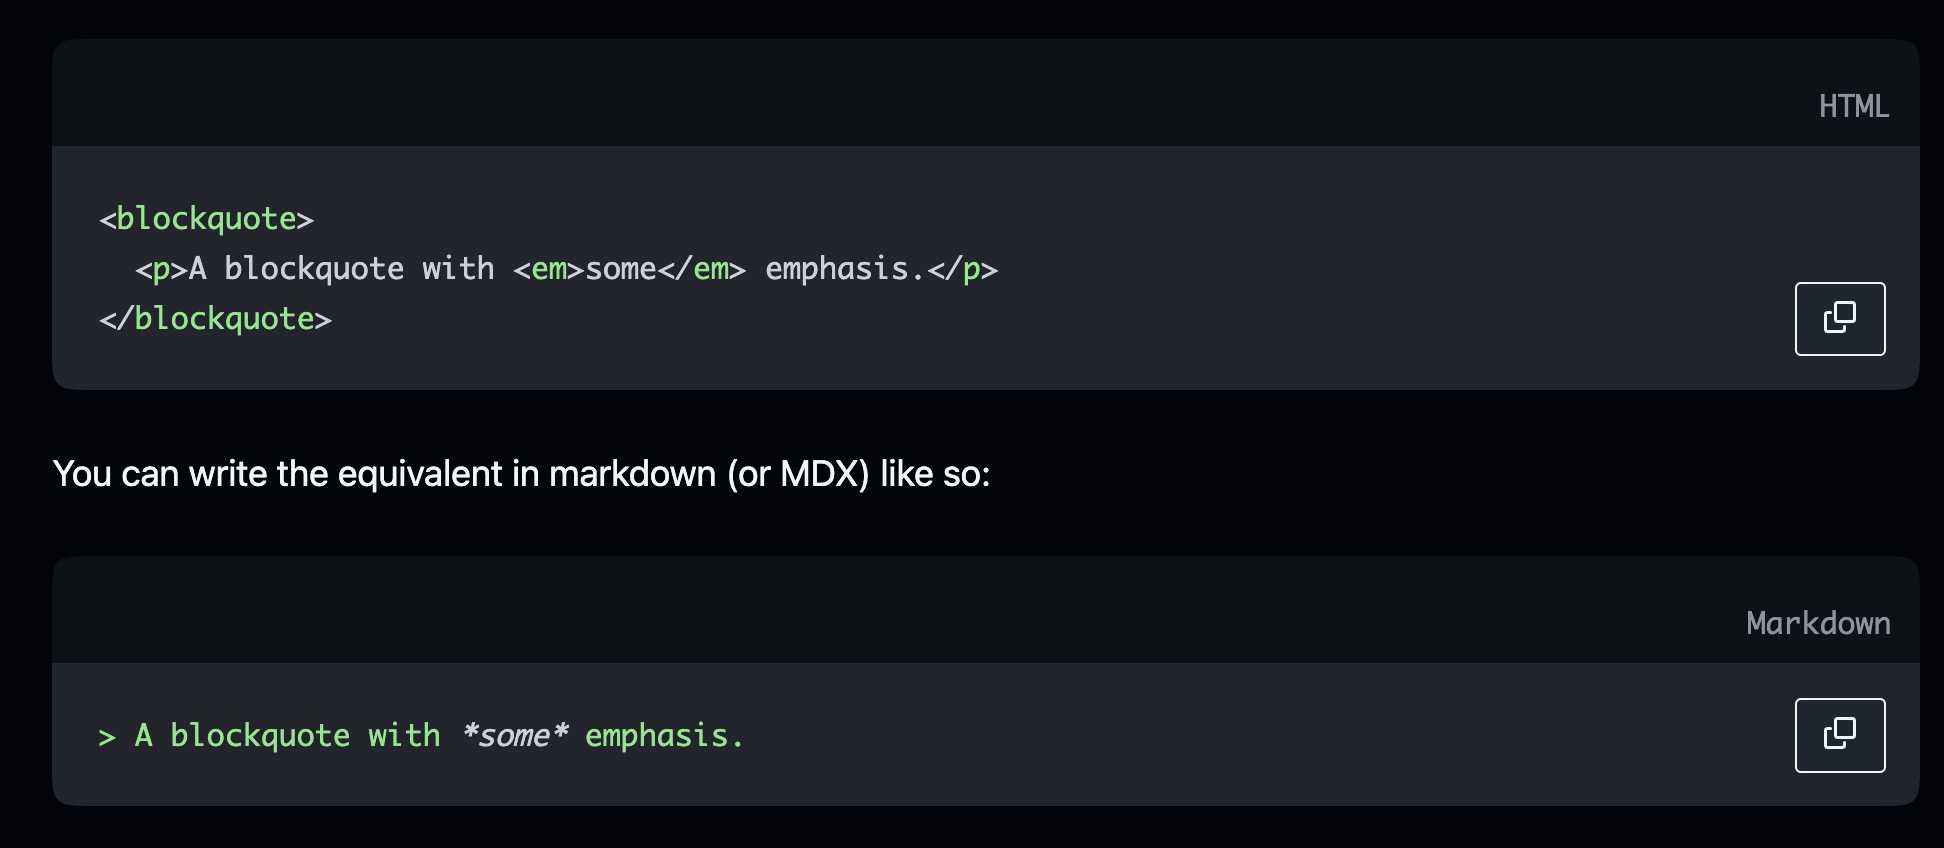 HTML
<blockquote>
  <p>A blockquote with <em>some</em> emphasis.</p>
</blockquote>
You can write the equivalent in markdown (or MDX) like so:
Markdown
> A blockquote with *some* emphasis.